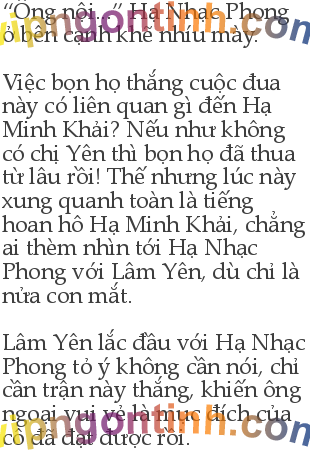 “Ông nội...” Hạ Nhạc Phong
ở bên cạnh khẽ nhíu mày.
Việc bọn họ thắng cuộc đua
này có liên quan gì đến Hạ
Minh Khải? Nếu như không
có chị Yên thì bọn họ đã thua
từ lâu rồi! Thế nhưng lúc này
xung quanh toàn là tiếng
hoan hô Hạ Minh Khải, chẳng
ai thèm nhìn tới Hạ Nhạc
Phong với Lâm Yên, dù chỉ là
nửa con mắt.
Lâm Yên lắc đầu với Hạ Nhạc
Phong tỏ ý không cần nói, chỉ
cần trận này thắng, khiến ông
ngoại vui vẻ là mục đích của
cô đã đạt được rồi.
vipngontinh.com
vipngontinh.com